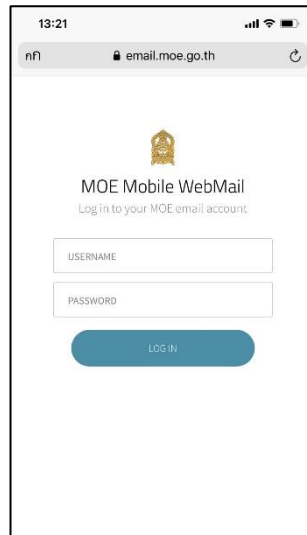 13:21
กกิ email.moe.go.th
MOE Mobile WebMail
Log in to your MOE email account
USERNAME
PASSWORD
LOG IN